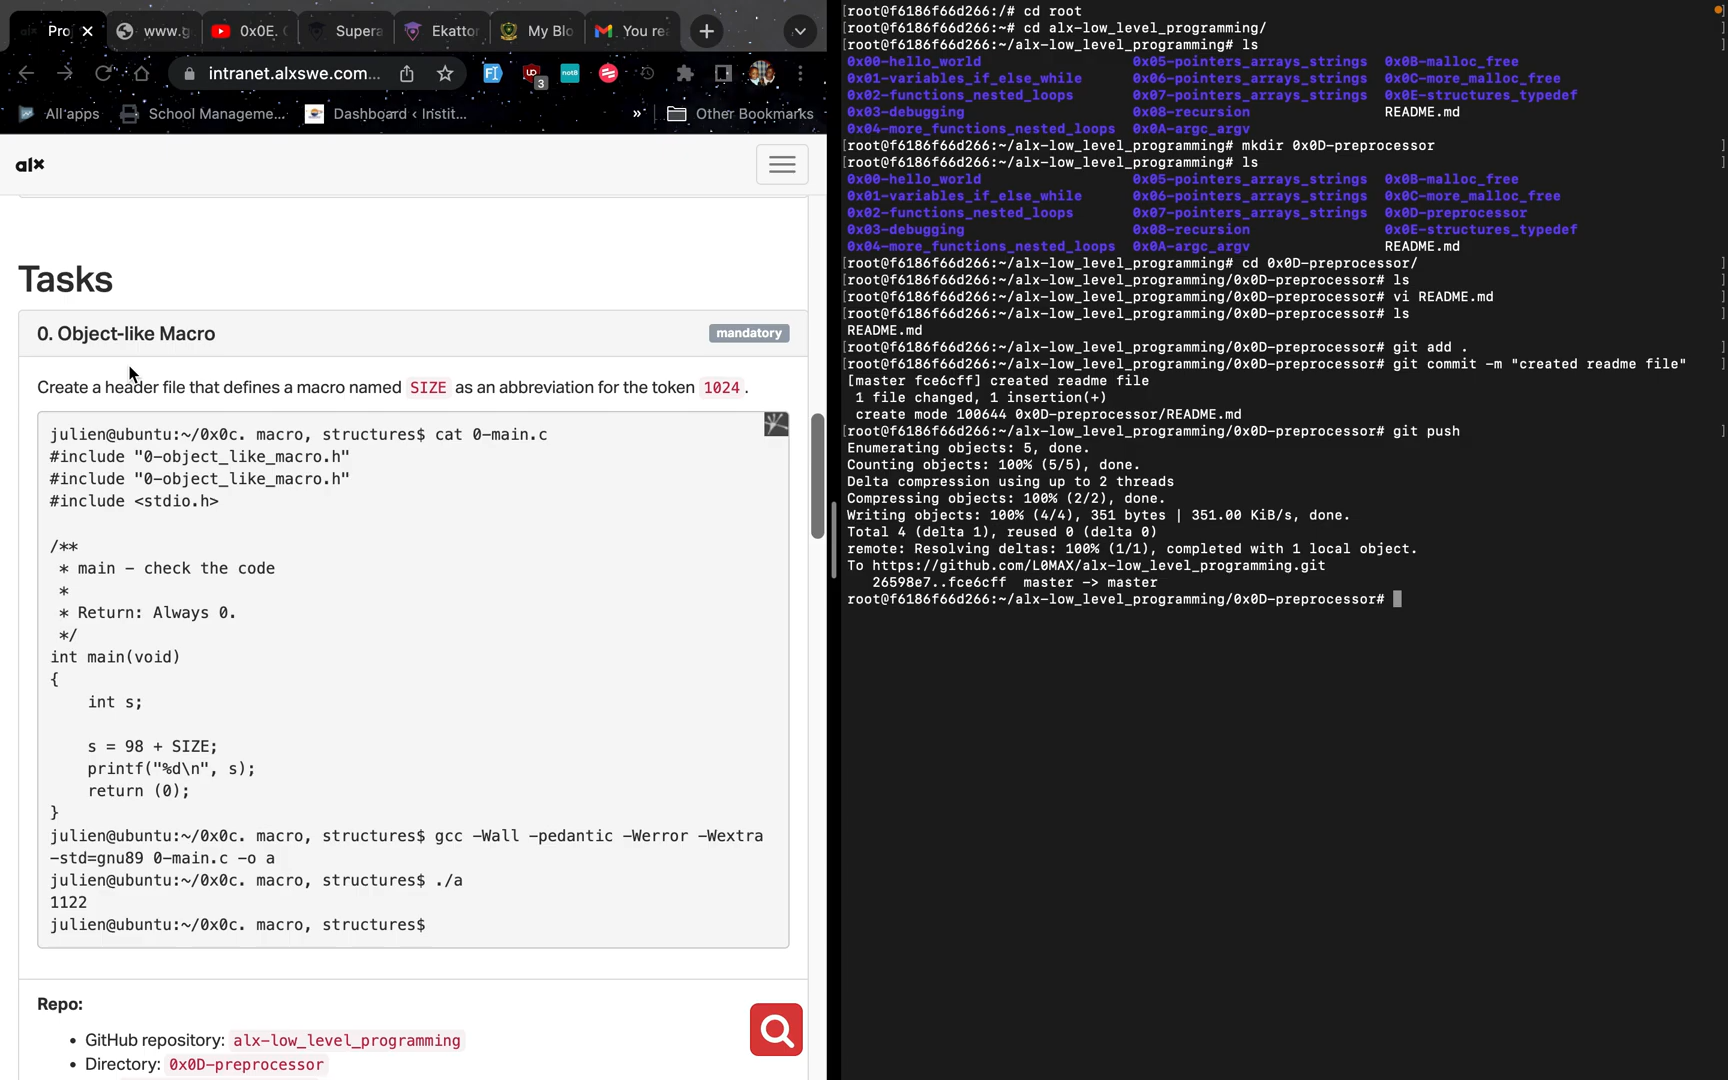 Pro
www.g
0x0E.
Supera
Ekatto
My Blo
You re
intranet.alxswe.com...
3
All apps
School Manageme...
Dashboard ‹ Instit...
»
Other Bookmarks
alx
Tasks
0. Object-like Macro
mandatory
Create a header file that defines a macro named SIZE as an abbreviation for the token 1024.
julien@ubuntu:~/0x0c. macro, structures$ cat 0-main.c
#include "0-object_like_macro.h"
#include "0-object_like_macro.h"
#include <stdio.h>
/**
* main - check the code
*
* Return: Always 0.
*/
int main(void)
{
int s;
s = 98 + SIZE;
printf("%d\n", s);
return (0);
}
julien@ubuntu:~/0x0c. macro, structures$ gcc -Wall -pedantic -Werror -Wextra
-std=gnu89 0-main.c -o a
julien@ubuntu:~/0x0c. macro, structures$ ./a
1122
julien@ubuntu:~/0x0c. macro, structures$
Repo:
• GitHub repository: alx-low_level_programming
• Directory: 0x0D-preprocessor
[root@f6186f66d266:/# cd root
[root@f6186f66d266:~# cd alx-low_level_programming/ ]
[root@f6186f66d266:~/alx-low_level_programming# ls ]
0x00-hello_world 0x05-pointers_arrays_strings 0x0B-malloc_free
0x01-variables_if_else_while 0x06-pointers_arrays_strings 0x0C-more_malloc_free
0x02-functions_nested_loops 0x07-pointers_arrays_strings 0x0E-structures_typedef
0x03-debugging 0x08-recursion README.md
0x04-more_functions_nested_loops 0x0A-argc_argv
[root@f6186f66d266:~/alx-low_level_programming# mkdir 0x0D-preprocessor ]
[root@f6186f66d266:~/alx-low_level_programming# ls ]
0x00-hello_world 0x05-pointers_arrays_strings 0x0B-malloc_free
0x01-variables_if_else_while 0x06-pointers_arrays_strings 0x0C-more_malloc_free
0x02-functions_nested_loops 0x07-pointers_arrays_strings 0x0D-preprocessor
0x03-debugging 0x08-recursion 0x0E-structures_typedef
0x04-more_functions_nested_loops 0x0A-argc_argv README.md
[root@f6186f66d266:~/alx-low_level_programming# cd 0x0D-preprocessor/ ]
[root@f6186f66d266:~/alx-low_level_programming/0x0D-preprocessor# ls ]
[root@f6186f66d266:~/alx-low_level_programming/0x0D-preprocessor# vi README.md ]
[root@f6186f66d266:~/alx-low_level_programming/0x0D-preprocessor# ls ]
README.md
[root@f6186f66d266:~/alx-low_level_programming/0x0D-preprocessor# git add . ]
[root@f6186f66d266:~/alx-low_level_programming/0x0D-preprocessor# git commit -m "created readme file" ]
[master fce6cff] created readme file
1 file changed, 1 insertion(+)
create mode 100644 0x0D-preprocessor/README.md
[root@f6186f66d266:~/alx-low_level_programming/0x0D-preprocessor# git push ]
Enumerating objects: 5, done.
Counting objects: 100% (5/5), done.
Delta compression using up to 2 threads
Compressing objects: 100% (2/2), done.
Writing objects: 100% (4/4), 351 bytes | 351.00 KiB/s, done.
Total 4 (delta 1), reused 0 (delta 0)
remote: Resolving deltas: 100% (1/1), completed with 1 local object.
To https://github.com/L0MAX/alx-low_level_programming.git
26598e7..fce6cff master -> master
root@f6186f66d266:~/alx-low_level_programming/0x0D-preprocessor#